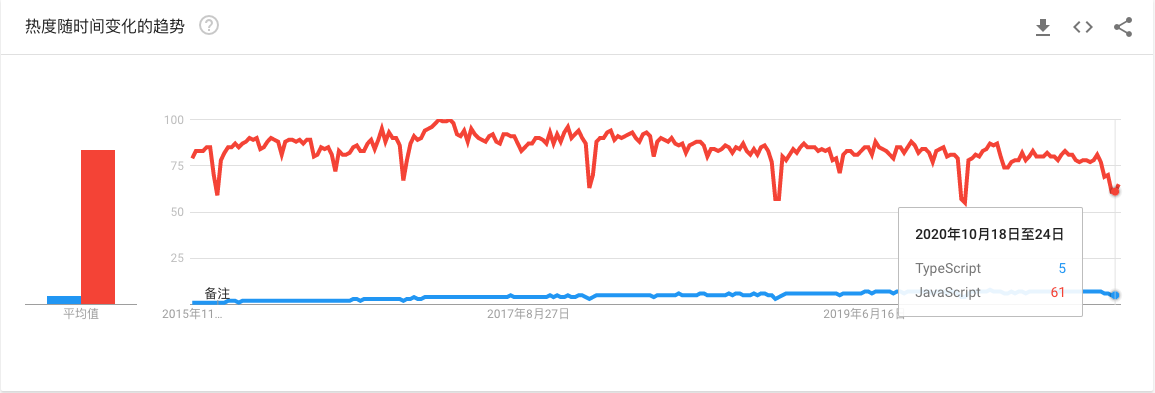 热度随时间变化的趋势
100
75
50
25
备注
平均值
2015年11…
2017年8月27日
2019年6月16日
2020年10月18日至24日
TypeScript 5
JavaScript 61